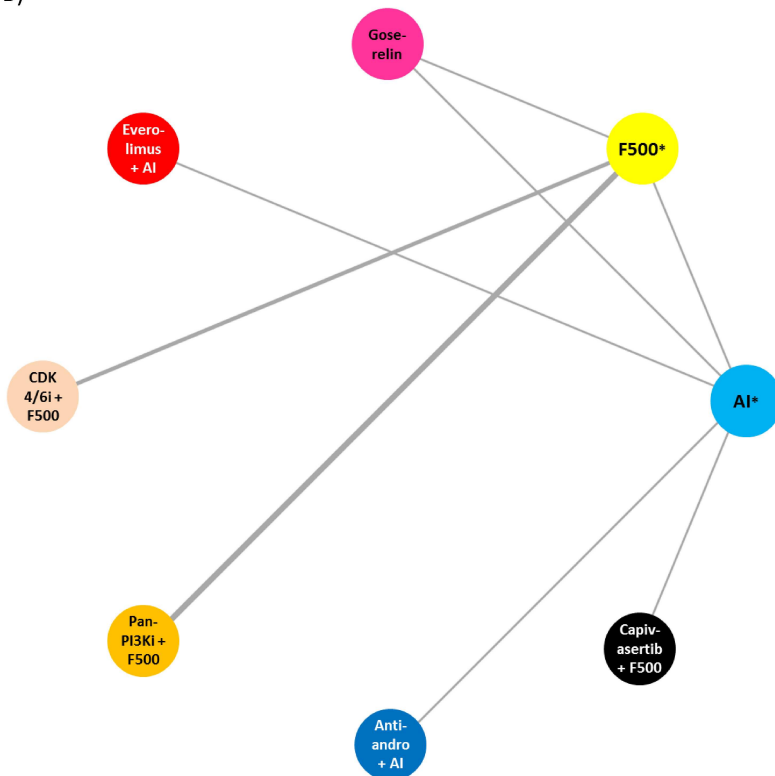 Gose-
relin
Evero-
limus
+ AI
F500*
CDK
4/6i +
F500
AI*
Pan-
PI3Ki +
F500
Capiv-
asertib
+ F500
Anti-
andro
+ AI